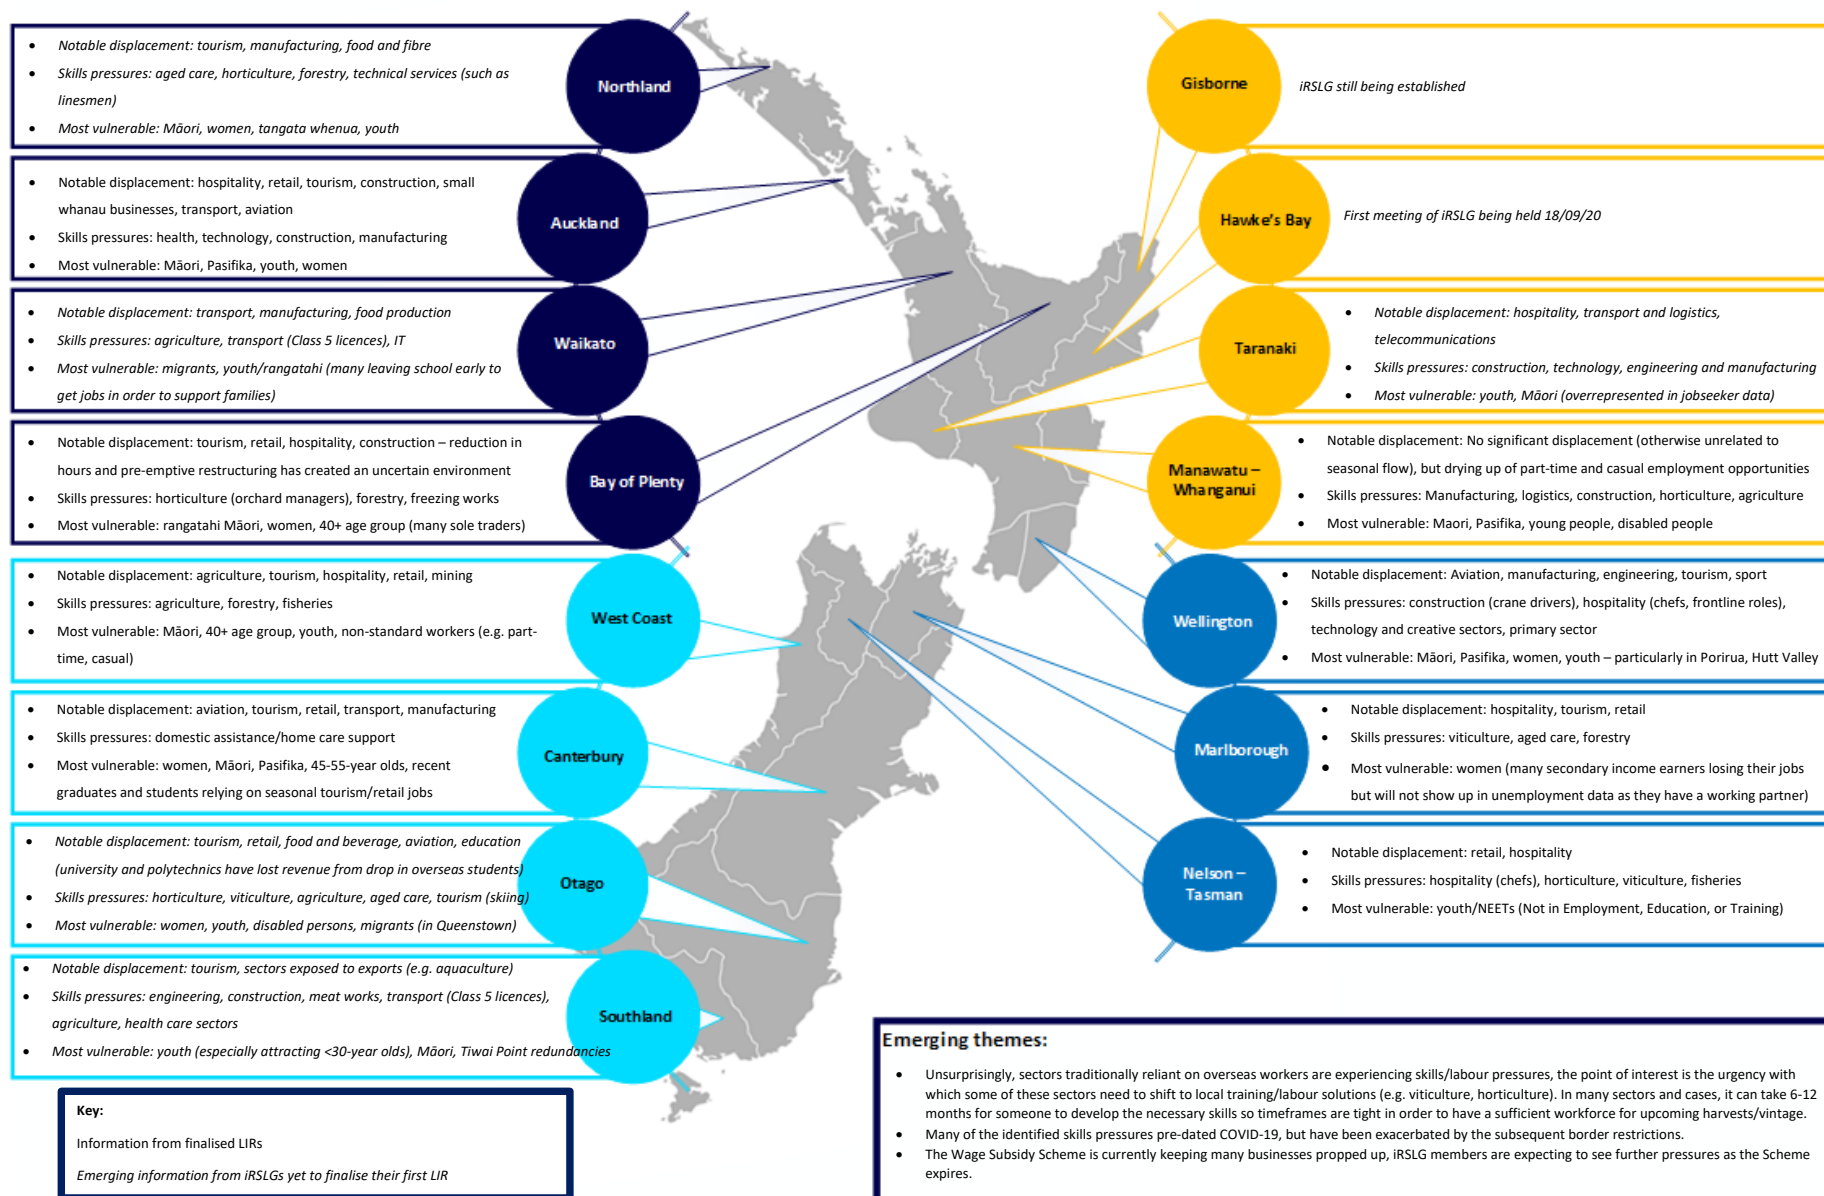 • Notable displacement: tourism, manufacturing, food and fibre
• Skills pressures: aged care, horticulture, forestry, technical services (such as
linesmen)
• Most vulnerable: Māori, women, tangata whenua, youth
Northland
• Notable displacement: hospitality, retail, tourism, construction, small
whanau businesses, transport, aviation
• Skills pressures: health, technology, construction, manufacturing
• Most vulnerable: Māori, Pasifika, youth, women
Auckland
• Notable displacement: transport, manufacturing, food production
• Skills pressures: agriculture, transport (Class 5 licences), IT
• Most vulnerable: migrants, youth/rangatahi (many leaving school early to
get jobs in order to support families)
Waikato
• Notable displacement: tourism, retail, hospitality, construction – reduction in
hours and pre-emptive restructuring has created an uncertain environment
• Skills pressures: horticulture (orchard managers), forestry, freezing works
• Most vulnerable: rangatahi Māori, women, 40+ age group (many sole traders)
Bay of Plenty
• Notable displacement: agriculture, tourism, hospitality, retail, mining
• Skills pressures: agriculture, forestry, fisheries
• Most vulnerable: Māori, 40+ age group, youth, non-standard workers (e.g. part-
time, casual)
West Coast
• Notable displacement: aviation, tourism, retail, transport, manufacturing
• Skills pressures: domestic assistance/home care support
• Most vulnerable: women, Māori, Pasifika, 45-55-year olds, recent
graduates and students relying on seasonal tourism/retail jobs
Canterbury
• Notable displacement: tourism, retail, food and beverage, aviation, education
(university and polytechnics have lost revenue from drop in overseas students)
• Skills pressures: horticulture, viticulture, agriculture, aged care, tourism (skiing)
• Most vulnerable: women, youth, disabled persons, migrants (in Queenstown)
Otago
• Notable displacement: tourism, sectors exposed to exports (e.g. aquaculture)
• Skills pressures: engineering, construction, meat works, transport (Class 5 licences),
agriculture, health care sectors
• Most vulnerable: youth (especially attracting <30-year olds), Māori, Tiwai Point redundancies
Southland
Key:
Information from finalised LIRs
Emerging information from iRSLGs yet to finalise their first LIR
Gisborne
iRSLG still being established
Hawke's Bay
First meeting of iRSLG being held 18/09/20
Taranaki
• Notable displacement: hospitality, transport and logistics,
telecommunications
• Skills pressures: construction, technology, engineering and manufacturing
• Most vulnerable: youth, Māori (overrepresented in jobseeker data)
Manawatu –
Whanganui
• Notable displacement: No significant displacement (otherwise unrelated to
seasonal flow), but drying up of part-time and casual employment opportunities
• Skills pressures: Manufacturing, logistics, construction, horticulture, agriculture
• Most vulnerable: Maori, Pasifika, young people, disabled people
Wellington
• Notable displacement: Aviation, manufacturing, engineering, tourism, sport
• Skills pressures: construction (crane drivers), hospitality (chefs, frontline roles),
technology and creative sectors, primary sector
• Most vulnerable: Māori, Pasifika, women, youth – particularly in Porirua, Hutt Valley
Marlborough
• Notable displacement: hospitality, tourism, retail
• Skills pressures: viticulture, aged care, forestry
• Most vulnerable: women (many secondary income earners losing their jobs
but will not show up in unemployment data as they have a working partner)
Nelson –
Tasman
• Notable displacement: retail, hospitality
• Skills pressures: hospitality (chefs), horticulture, viticulture, fisheries
• Most vulnerable: youth/NEETs (Not in Employment, Education, or Training)
Emerging themes:
• Unsurprisingly, sectors traditionally reliant on overseas workers are experiencing skills/labour pressures, the point of interest is the urgency with
which some of these sectors need to shift to local training/labour solutions (e.g. viticulture, horticulture). In many sectors and cases, it can take 6-12
months for someone to develop the necessary skills so timeframes are tight in order to have a sufficient workforce for upcoming harvests/vintage.
• Many of the identified skills pressures pre-dated COVID-19, but have been exacerbated by the subsequent border restrictions.
• The Wage Subsidy Scheme is currently keeping many businesses propped up, iRSLG members are expecting to see further pressures as the Scheme
expires.